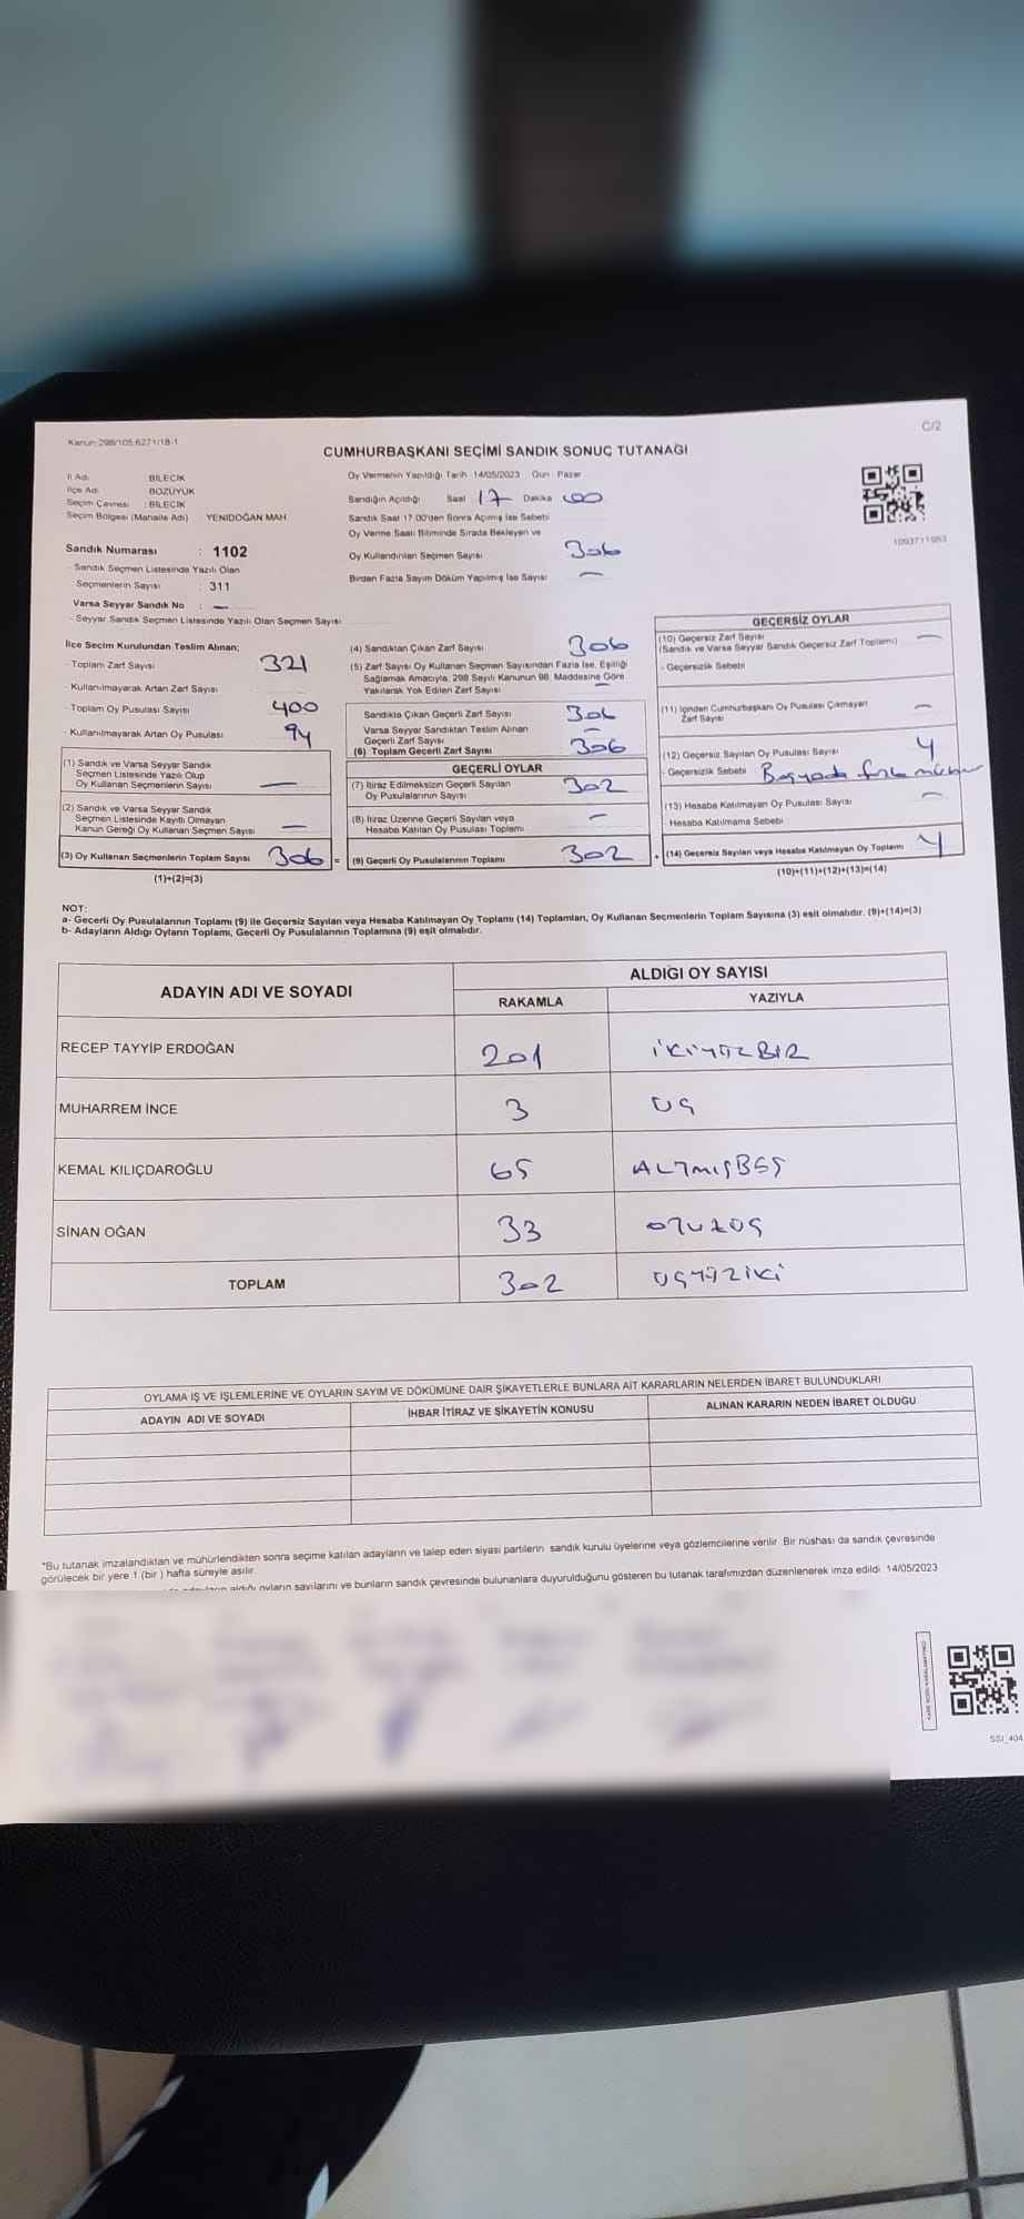 Kanun:298/105,6271/18-1
C/2
CUMHURBAŞKANI SEÇİMİ SANDIK SONUÇ TUTANAĞI
İl Adı : BİLECİK
İlçe Adı : BOZÜYÜK
Seçim Çevresi : BİLECİK
Seçim Bölgesi (Mahalle Adı) YENİDOĞAN MAH.
Sandık Numarası : 1102
- Sandık Seçmen Listesinde Yazılı Olan
Seçmenlerin Sayısı : 311
Varsa Seyyar Sandık No : —
- Seyyar Sandık Seçmen Listesinde Yazılı Olan Seçmen Sayısı
Oy Vermenin Yapıldığı Tarih : 14/05/2023 Gün : Pazar
Sandığın Açıldığı Saat 17 Dakika 00
Sandık Saat 17.00'den Sonra Açılmış İse Sebebi
Oy Verme Saati Bitiminde Sırada Bekleyen ve
Oy Kullandırılan Seçmen Sayısı 306
Birden Fazla Sayım Döküm Yapılmış İse Sayısı —
İlçe Seçim Kurulundan Teslim Alınan;
- Toplam Zarf Sayısı 321
- Kullanılmayarak Artan Zarf Sayısı
- Toplam Oy Pusulası Sayısı 400
- Kullanılmayarak Artan Oy Pusulası 94
(1) Sandık ve Varsa Seyyar Sandık
Seçmen Listesinde Yazılı Olup
Oy Kullanan Seçmenlerin Sayısı —
(2) Sandık ve Varsa Seyyar Sandık
Seçmen Listesinde Kayıtlı Olmayan
Kanun Gereği Oy Kullanan Seçmen Sayısı —
(3) Oy Kullanan Seçmenlerin Toplam Sayısı 306 =
(1)+(2)=(3)
(4) Sandıktan Çıkan Zarf Sayısı 306
(5) Zarf Sayısı Oy Kullanan Seçmen Sayısından Fazla İse, Eşitliği
Sağlamak Amacıyla, 298 Sayılı Kanunun 98. Maddesine Göre
Yakılarak Yok Edilen Zarf Sayısı —
Sandıkta Çıkan Geçerli Zarf Sayısı 306
Varsa Seyyar Sandıktan Teslim Alınan
Geçerli Zarf Sayısı —
(6) Toplam Geçerli Zarf Sayısı 306
GEÇERLİ OYLAR
(7) İtiraz Edilmeksizin Geçerli Sayılan
Oy Pusulalarının Sayısı 302
(8) İtiraz Üzerine Geçerli Sayılan veya
Hesaba Katılan Oy Pusulası Toplamı —
(9) Geçerli Oy Pusulalarının Toplamı 302 +
GEÇERSİZ OYLAR
(10) Geçersiz Zarf Sayısı
(Sandık ve Varsa Seyyar Sandık Geçersiz Zarf Toplamı) —
- Geçersizlik Sebebi
(11) İçinden Cumhurbaşkanı Oy Pusulası Çıkmayan
Zarf Sayısı —
(12) Geçersiz Sayılan Oy Pusulası Sayısı 4
- Geçersizlik Sebebi fazla
(13) Hesaba Katılmayan Oy Pusulası Sayısı —
- Hesaba Katılmama Sebebi
(14) Geçersiz Sayılan veya Hesaba Katılmayan Oy Toplamı 4
(10)+(11)+(12)+(13)=(14)
NOT:
a- Geçerli Oy Pusulalarının Toplamı (9) ile Geçersiz Sayılan veya Hesaba Katılmayan Oy Toplamı (14) Toplamları, Oy Kullanan Seçmenlerin Toplam Sayısına (3) eşit olmalıdır. (9)+(14)=(3)
b- Adayların Aldığı Oyların Toplamı, Geçerli Oy Pusulalarının Toplamına (9) eşit olmalıdır.
ADAYIN ADI VE SOYADI
ALDIĞI OY SAYISI
RAKAMLA YAZIYLA
RECEP TAYYİP ERDOĞAN 201 İKİYÜZBİR
MUHARREM İNCE 3 ÜÇ
KEMAL KILIÇDAROĞLU 65 ALTMIŞBEŞ
SİNAN OĞAN 33 OTUZÜÇ
TOPLAM 302 ÜÇYÜZİKİ
OYLAMA İŞ VE İŞLEMLERİNE VE OYLARIN SAYIM VE DÖKÜMÜNE DAİR ŞİKAYETLERLE BUNLARA AİT KARARLARIN NELERDEN İBARET BULUNDUKLARI
ADAYIN ADI VE SOYADI İHBAR İTİRAZ VE ŞİKAYETİN KONUSU ALINAN KARARIN NEDEN İBARET OLDUĞU
*Bu tutanak imzalandıktan ve mühürlendikten sonra seçime katılan adayların ve talep eden siyasi partilerin sandık kurulu üyelerine veya gözlemcilerine verilir. Bir nüshası da sandık çevresinde
görülecek bir yere 1 (bir ) hafta süreyle asılır.
aldığı oyların sayılarını ve bunların sandık çevresinde bulunanlara duyurulduğunu gösteren bu tutanak tarafımızdan düzenlenerek imza edildi. 14/05/2023